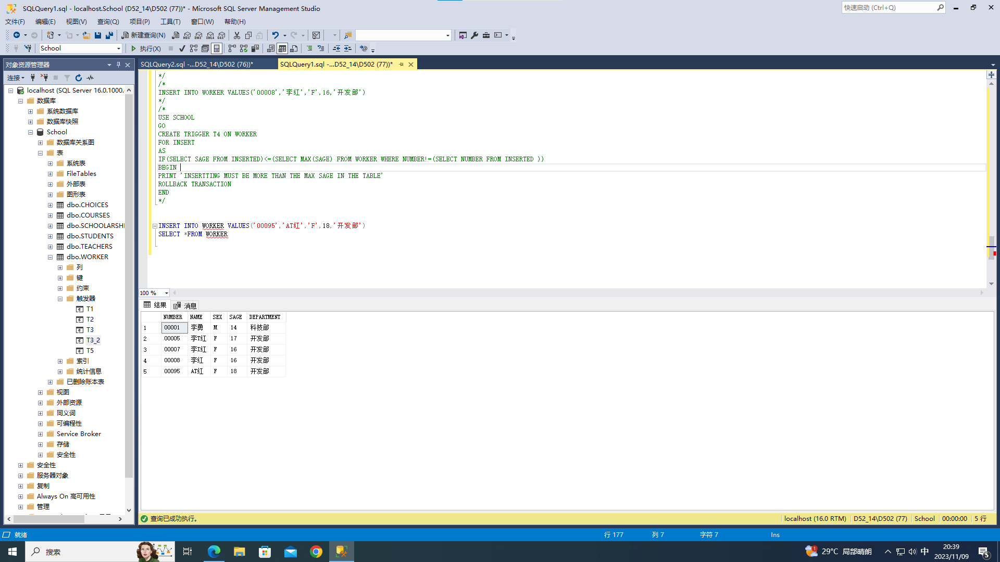 SQLQuery1.sql - localhost.School (D52_14\D502 (77))* - Microsoft SQL Server Management Studio
快速启动 (Ctrl+Q)
文件(F) 编辑(E) 视图(V) 查询(Q) 项目(P) 工具(T) 窗口(W) 帮助(H)
新建查询(N)
MDX DMX XMLA DAX
School
执行(X)
对象资源管理器
连接
localhost (SQL Server 16.0.1000.
数据库
系统数据库
数据库快照
School
数据库关系图
表
系统表
FileTables
外部表
图形表
dbo.CHOICES
dbo.COURSES
dbo.SCHOOLARSHI
dbo.STUDENTS
dbo.TEACHERS
dbo.WORKER
列
键
约束
触发器
T1
T2
T3
T3_2
T5
索引
统计信息
已删除账本表
视图
外部资源
同义词
可编程性
Service Broker
存储
安全性
安全性
服务器对象
复制
Always On 高可用性
管理
SQLQuery2.sql -...D52_14\D502 (76))*
SQLQuery1.sql -...D52_14\D502 (77))*
*/
/*
INSERT INTO WORKER VALUES('00008','李红','F',16,'开发部')
*/
/*
USE SCHOOL
GO
CREATE TRIGGER T4 ON WORKER
FOR INSERT
AS
IF(SELECT SAGE FROM INSERTED)<=(SELECT MAX(SAGE) FROM WORKER WHERE NUMBER!=(SELECT NUMBER FROM INSERTED ))
BEGIN
PRINT 'INSERTTING MUST BE MORE THAN THE MAX SAGE IN THE TABLE'
ROLLBACK TRANSACTION
END
*/
INSERT INTO WORKER VALUES('00095','AT红','F',18,'开发部')
SELECT *FROM WORKER
100 %
结果 消息
NUMBER NAME SEX SAGE DEPARTMENT
1 00001 李勇 M 14 科技部
2 00005 李T红 F 17 开发部
3 00007 李I红 F 16 开发部
4 00008 李红 F 16 开发部
5 00095 AT红 F 18 开发部
查询已成功执行。
localhost (16.0 RTM) D52_14\D502 (77) School 00:00:00 5 行
就绪
行 177 列 7 字符 7 Ins
搜索
1
29°C 局部晴朗
中
20:39
2023/11/09
5